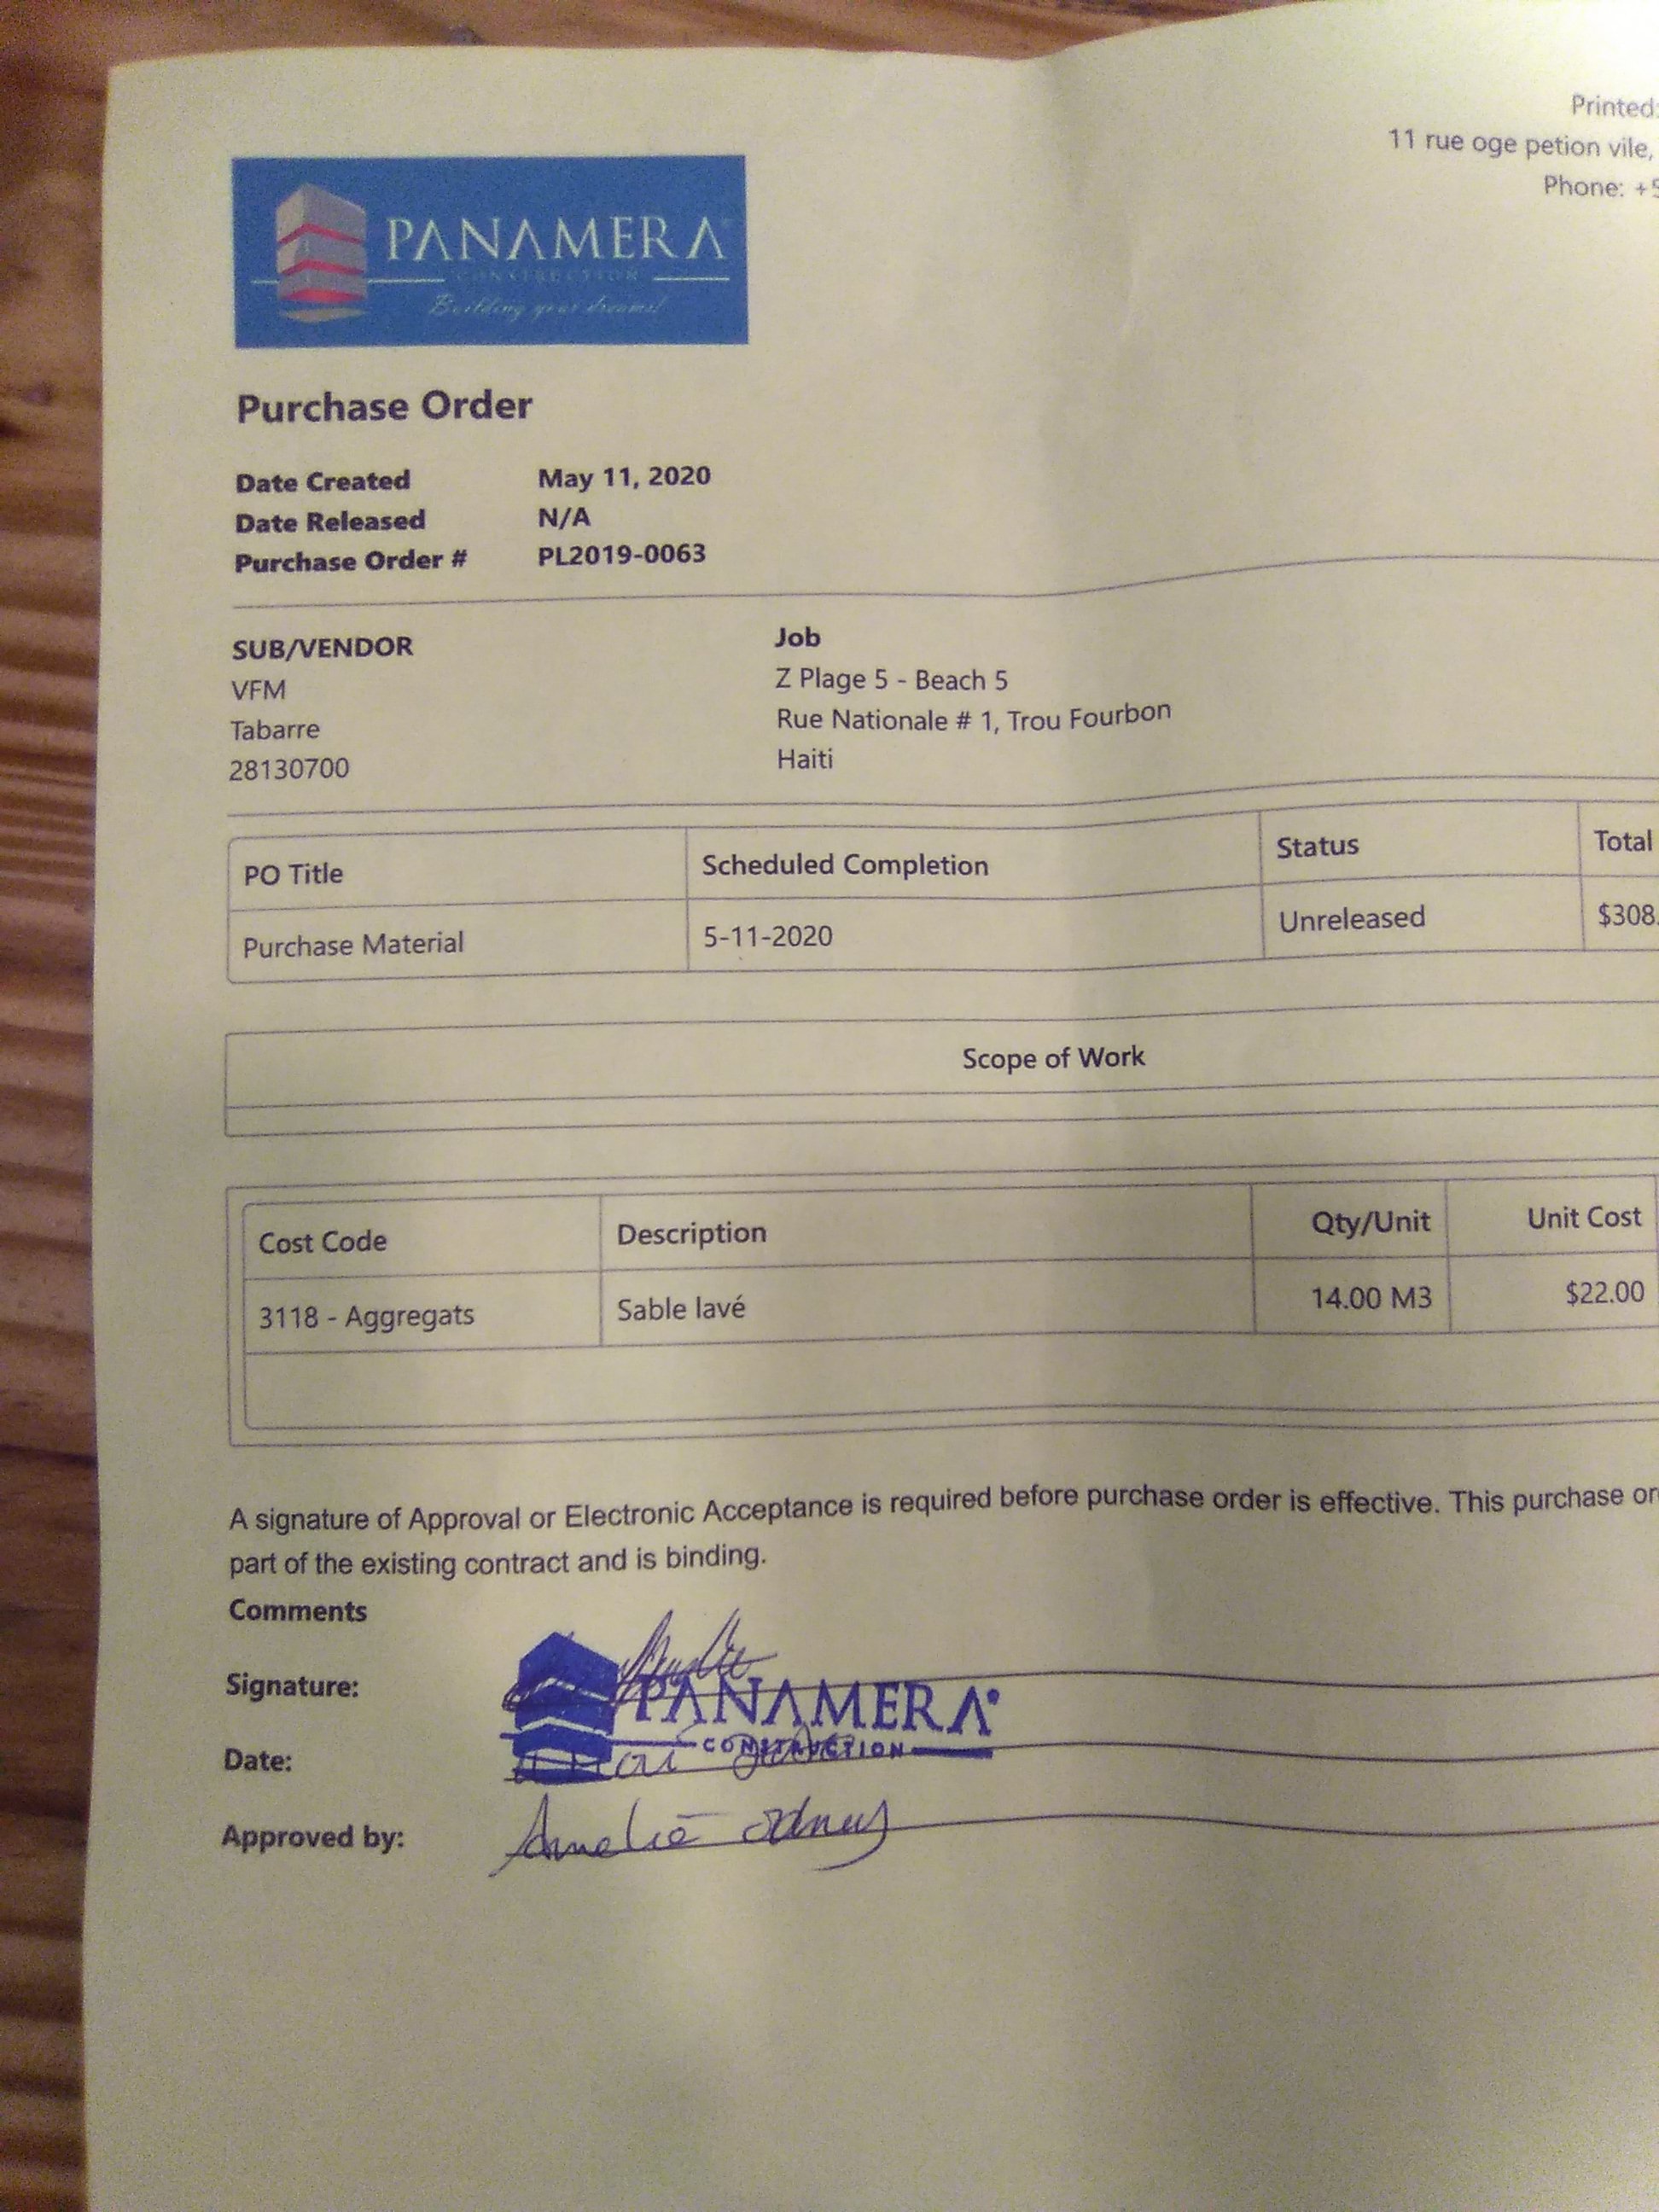 Printed:
11 rue oge petion vile,
Phone: +5
PANAMERA
CONSTRUCTION
Building your dreams!
Purchase Order
Date Created May 11, 2020
Date Released N/A
Purchase Order # PL2019-0063
SUB/VENDOR Job
VFM Z Plage 5 - Beach 5
Tabarre Rue Nationale # 1, Trou Fourbon
28130700 Haiti
PO Title Scheduled Completion Status Total
Purchase Material 5-11-2020 Unreleased $308.
Scope of Work
Cost Code Description Qty/Unit Unit Cost
3118 - Aggregats Sable lavé 14.00 M3 $22.00
A signature of Approval or Electronic Acceptance is required before purchase order is effective. This purchase or
part of the existing contract and is binding.
Comments
Signature:
PANAMERA
CONSTRUCTION
Date:
Approved by: Amelie